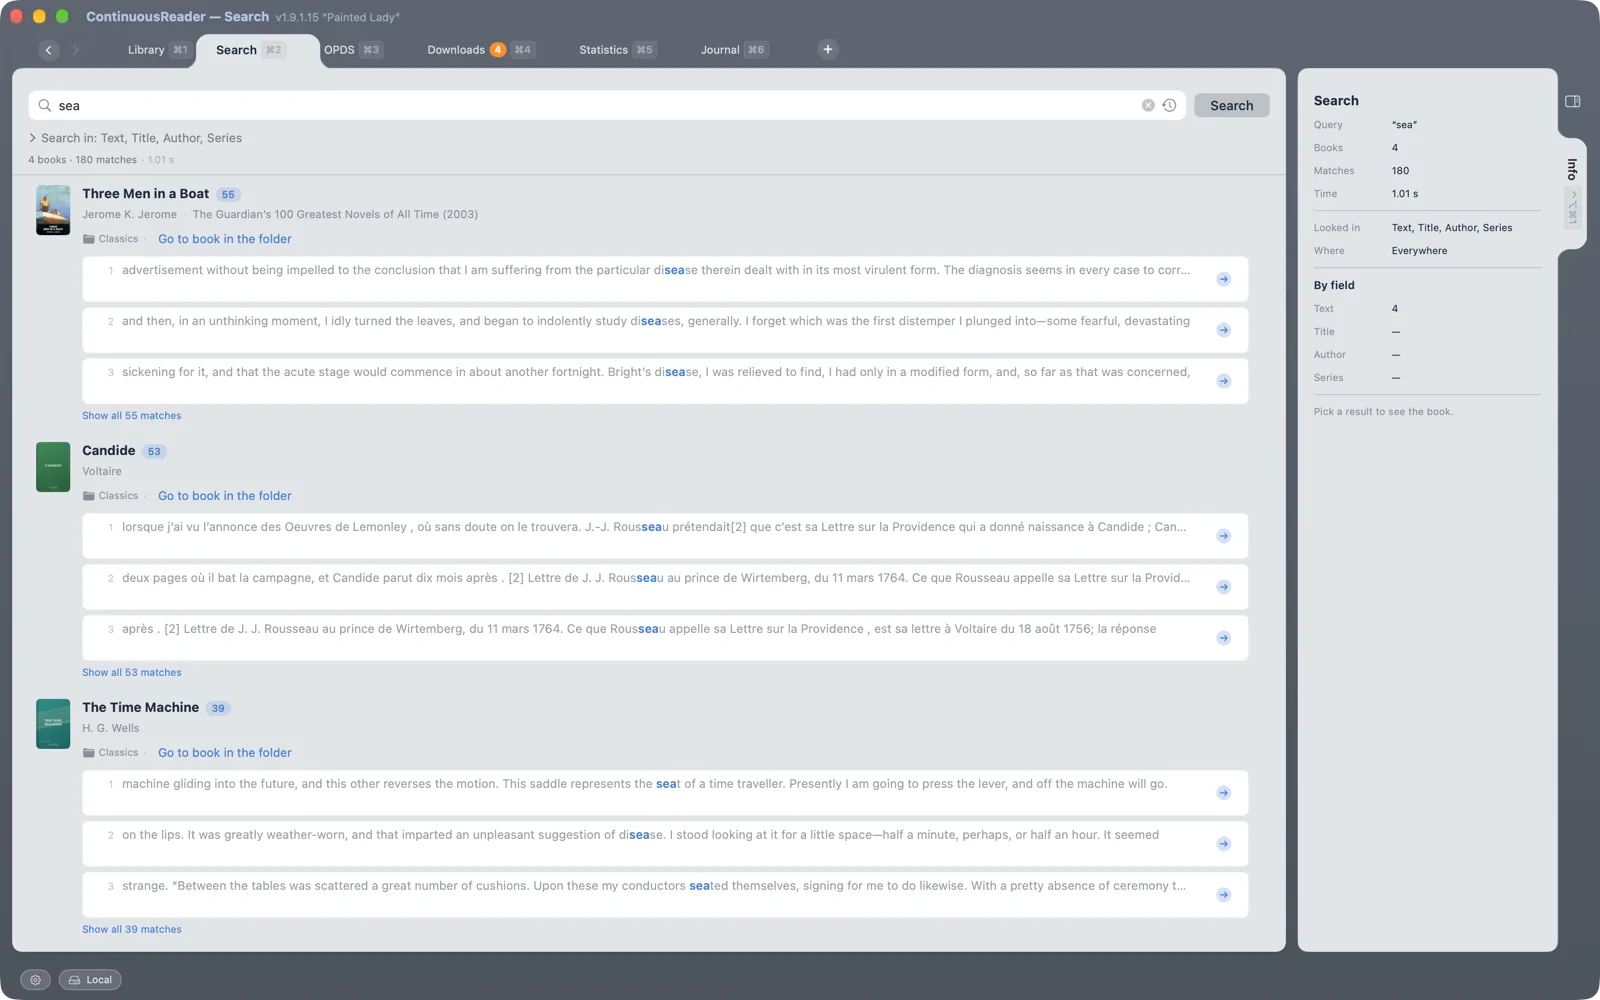 ContinuousReader — Search v1.9.1.15 "Painted Lady"
Library ⌘1 Search ⌘2 OPDS ⌘3 Downloads 4 ⌘4 Statistics ⌘5 Journal ⌘6 +
sea
Search
Search in: Text, Title, Author, Series
4 books · 180 matches · 1.01 s
Three Men in a Boat 55
Jerome K. Jerome · The Guardian's 100 Greatest Novels of All Time (2003)
Classics · Go to book in the folder
1 advertisement without being impelled to the conclusion that I am suffering from the particular disease therein dealt with in its most virulent form. The diagnosis seems in every case to corr...
2 and then, in an unthinking moment, I idly turned the leaves, and began to indolently study diseases, generally. I forget which was the first distemper I plunged into—some fearful, devastating
3 sickening for it, and that the acute stage would commence in about another fortnight. Bright's disease, I was relieved to find, I had only in a modified form, and, so far as that was concerned,
Show all 55 matches
CANDIDE
Candide 53
Voltaire
Classics · Go to book in the folder
1 lorsque j'ai vu l'annonce des Oeuvres de Lemonley , où sans doute on le trouvera. J.-J. Rousseau prétendait[2] que c'est sa Lettre sur la Providence qui a donné naissance à Candide ; Can...
2 deux pages où il bat la campagne, et Candide parut dix mois après . [2] Lettre de J. J. Rousseau au prince de Wirtemberg, du 11 mars 1764. Ce que Rousseau appelle sa Lettre sur la Provid...
3 après . [2] Lettre de J. J. Rousseau au prince de Wirtemberg, du 11 mars 1764. Ce que Rousseau appelle sa Lettre sur la Providence , est sa lettre à Voltaire du 18 août 1756; la réponse
Show all 53 matches
THE TIME
MACHINE
The Time Machine 39
H. G. Wells
Classics · Go to book in the folder
1 machine gliding into the future, and this other reverses the motion. This saddle represents the seat of a time traveller. Presently I am going to press the lever, and off the machine will go.
2 on the lips. It was greatly weather-worn, and that imparted an unpleasant suggestion of disease. I stood looking at it for a little space—half a minute, perhaps, or half an hour. It seemed
3 strange. "Between the tables was scattered a great number of cushions. Upon these my conductors seated themselves, signing for me to do likewise. With a pretty absence of ceremony t...
Show all 39 matches
Local
Search
Query "sea"
Books 4
Matches 180
Time 1.01 s
Looked in Text, Title, Author, Series
Where Everywhere
By field
Text 4
Title —
Author —
Series —
Pick a result to see the book.
Info
^⌥⌘1